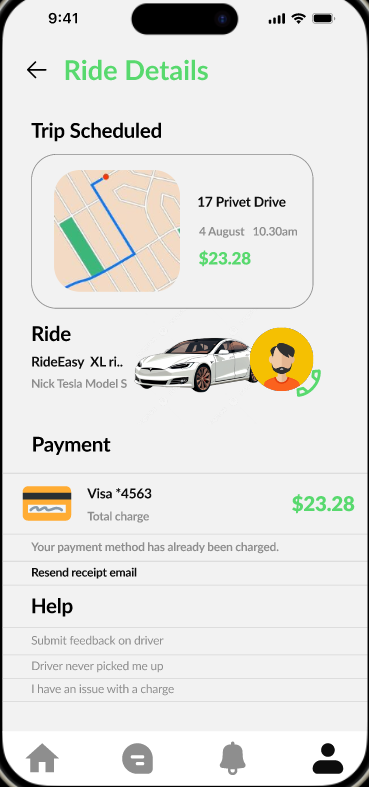 9:41
Ride Details
Trip Scheduled
17 Privet Drive
4 August 10.30am
$23.28
Ride
RideEasy XL ri..
Nick Tesla Model S
Payment
Visa *4563
Total charge
$23.28
Your payment method has already been charged.
Resend receipt email
Help
Submit feedback on driver
Driver never picked me up
I have an issue with a charge